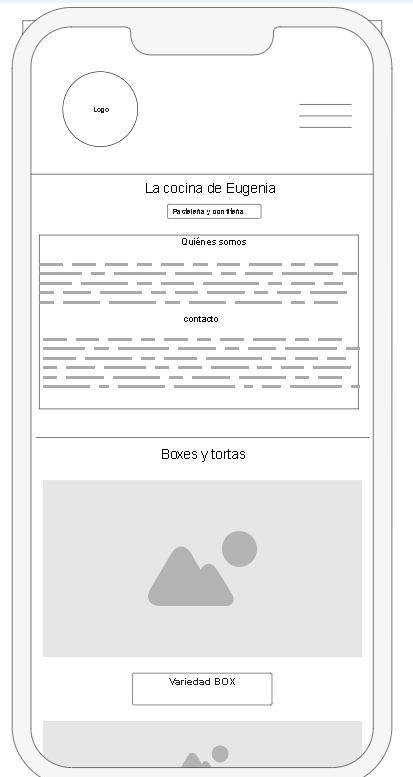 Logo
La cocina de Eugenia
Pastelería y confitería
Quiénes somos
contacto
Boxes y tortas
Variedad BOX